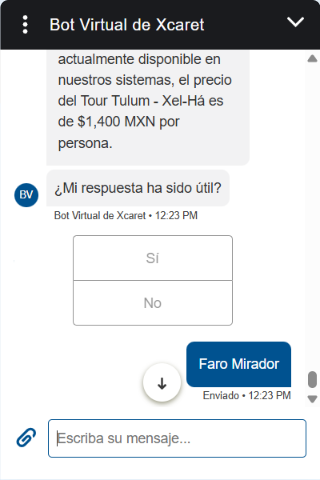 Bot Virtual de Xcaret
actualmente disponible en
nuestros sistemas, el precio
del Tour Tulum - Xel-Há es
de $1,400 MXN por
persona.
BV
¿Mi respuesta ha sido útil?
Bot Virtual de Xcaret • 12:23 PM
Sí
No
Faro Mirador
Enviado • 12:23 PM
Escriba su mensaje...